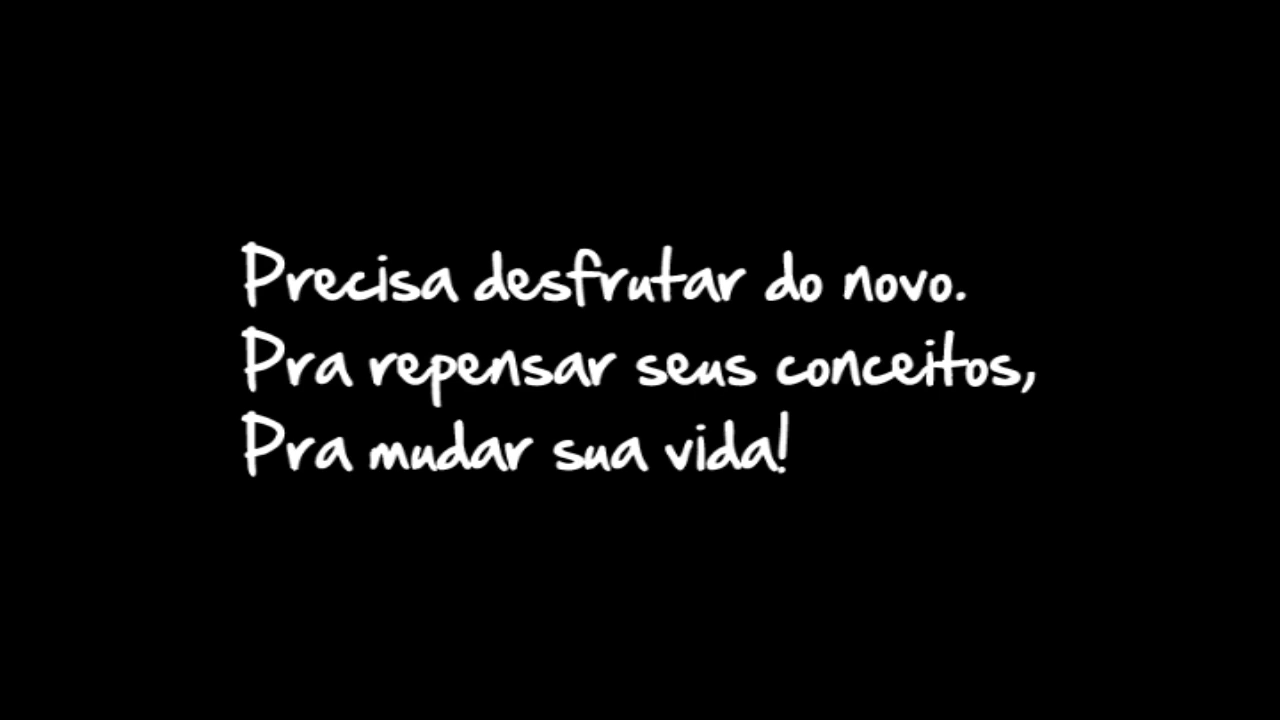 Precisa desfrutar do novo.
Pra repensar seus conceitos,
Pra mudar sua vida!